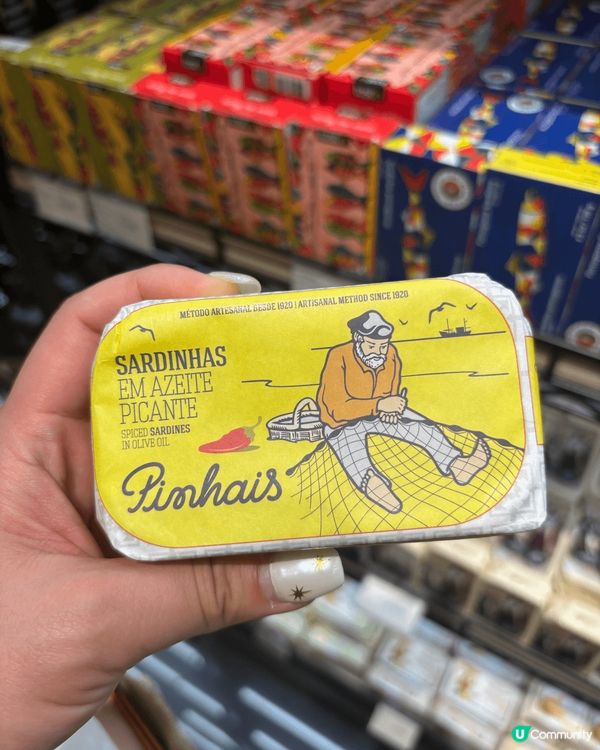 MÉTODO ARTESANAL DESDE 1920 | ARTISANAL METHOD SINCE 1920
SARDINHAS
EM AZEITE
PICANTE
SPICED SARDINES
IN OLIVE OIL
Pinhais
U Community